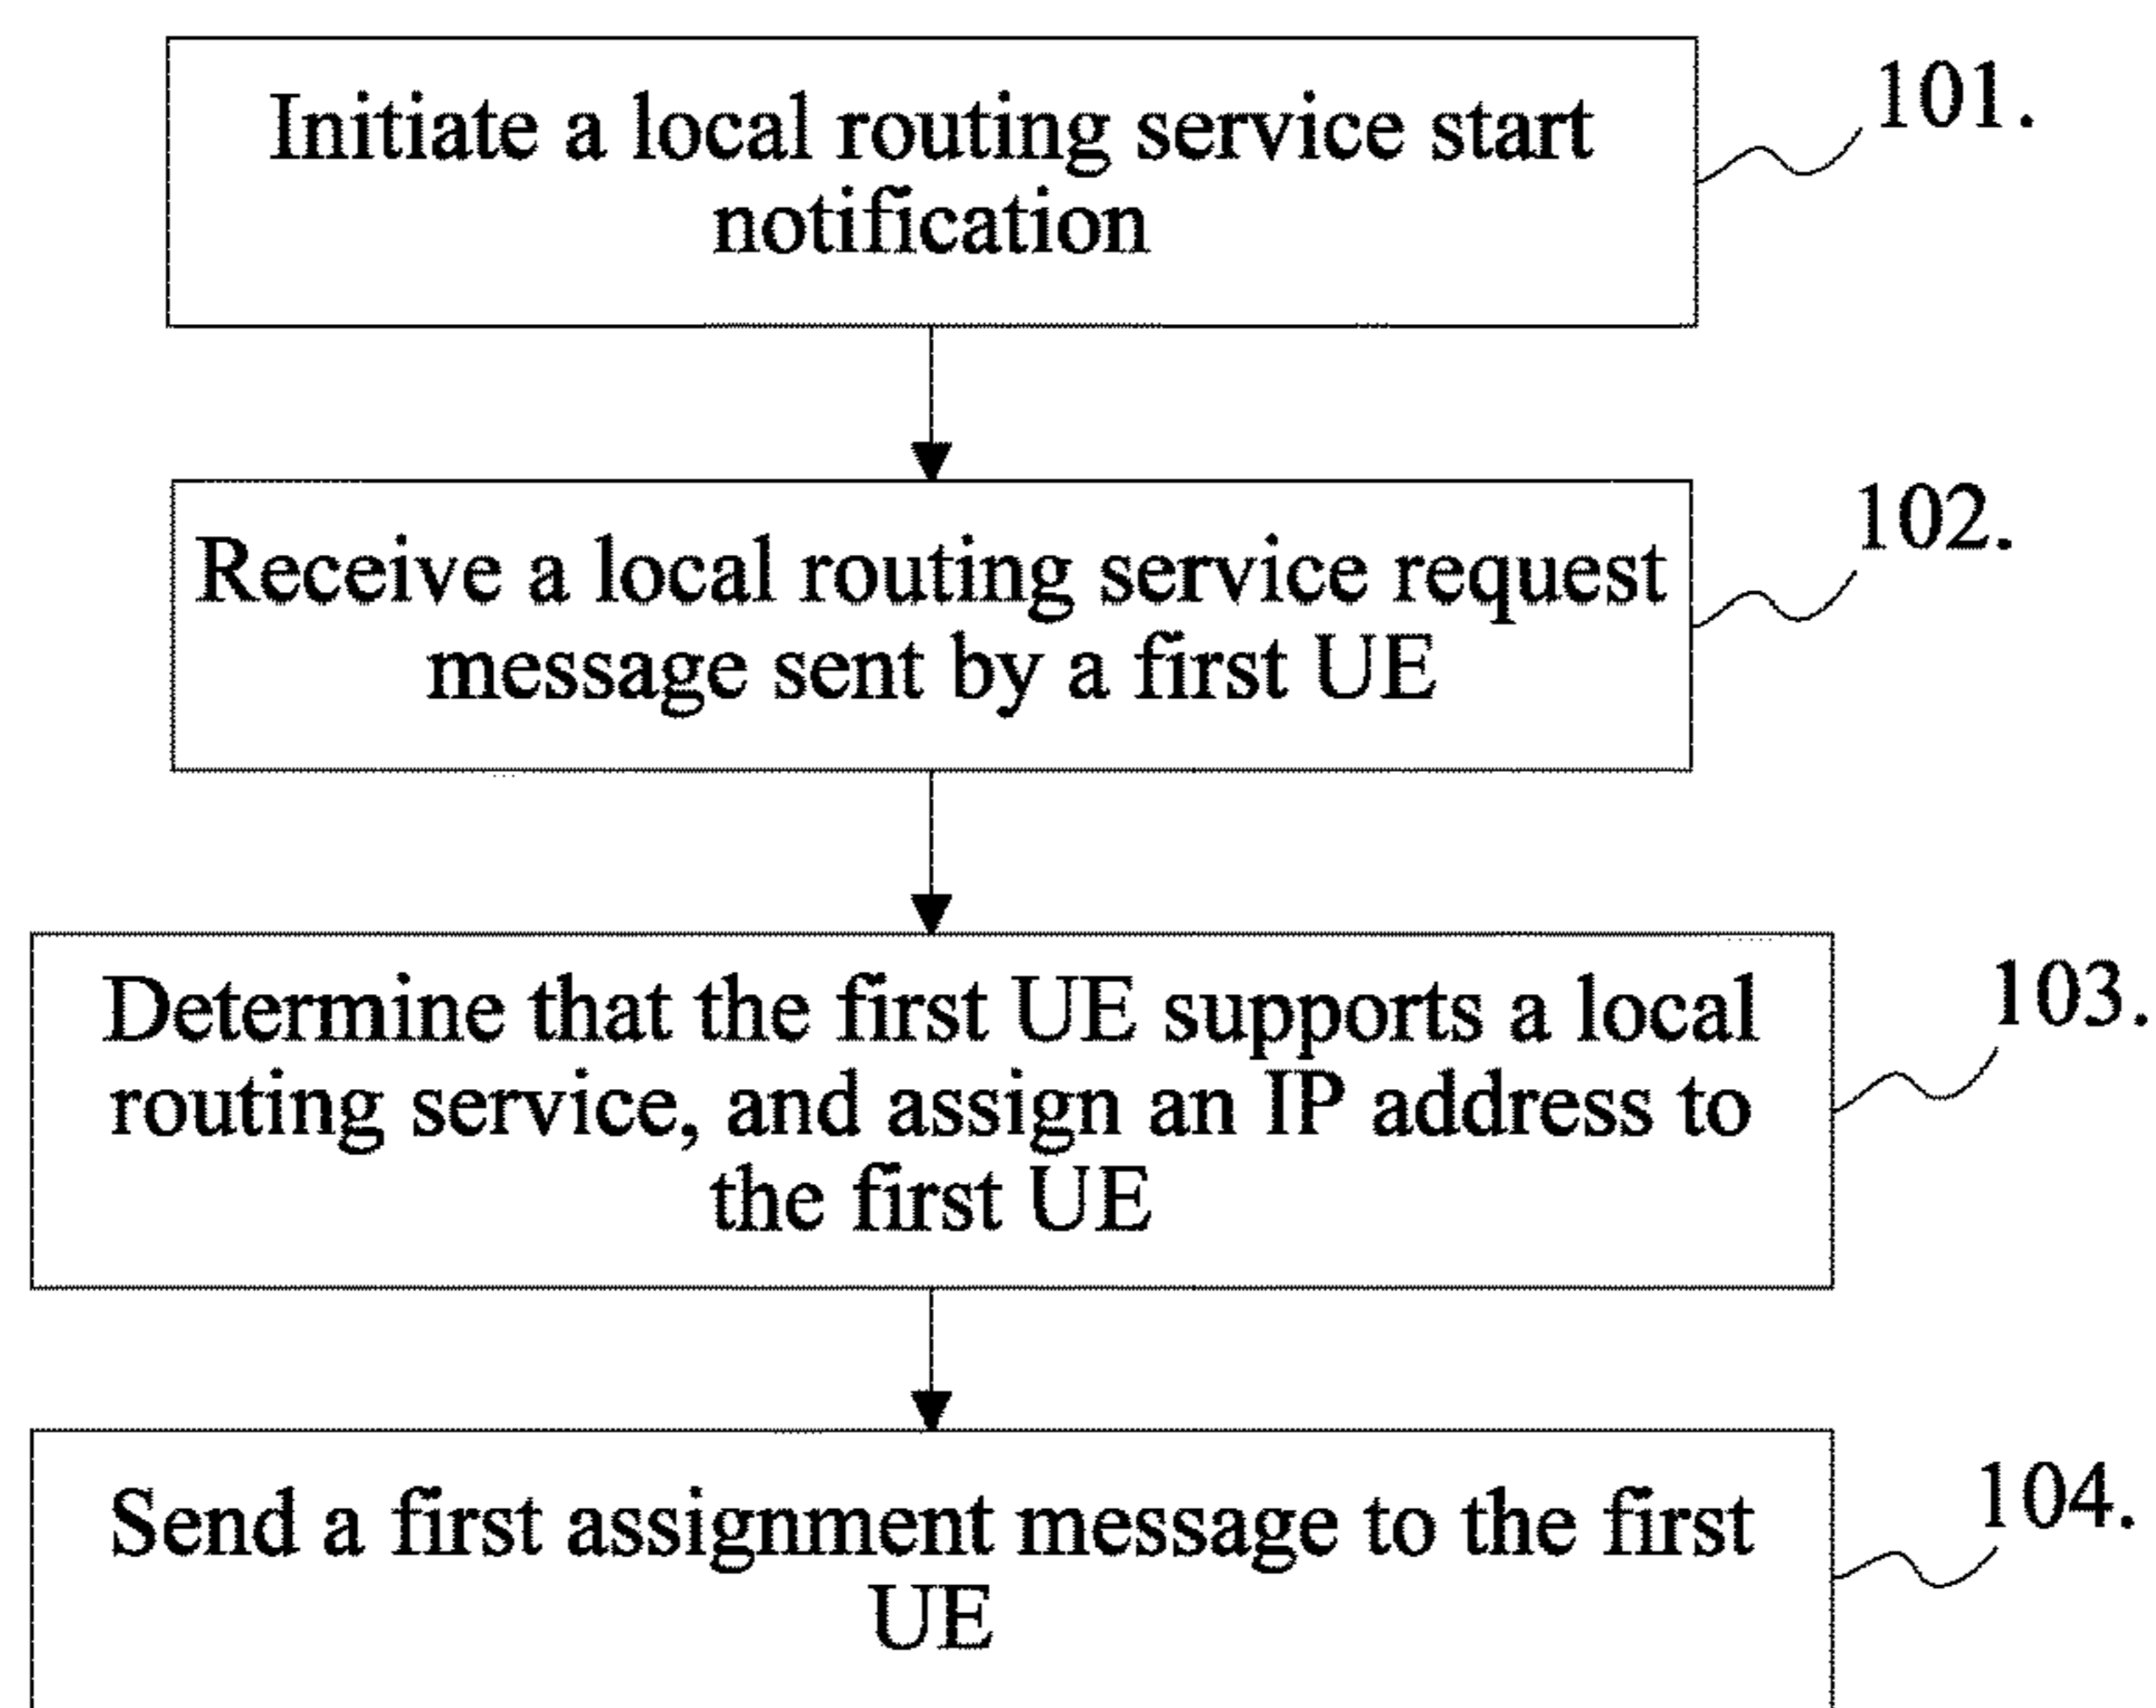 Initiate a local routing service start
notification
101.
Receive a local routing service request
message sent by a first UE
102.
Determine that the first UE supports a local
routing service, and assign an IP address to
the first UE
103.
Send a first assignment message to the first
UE
104.